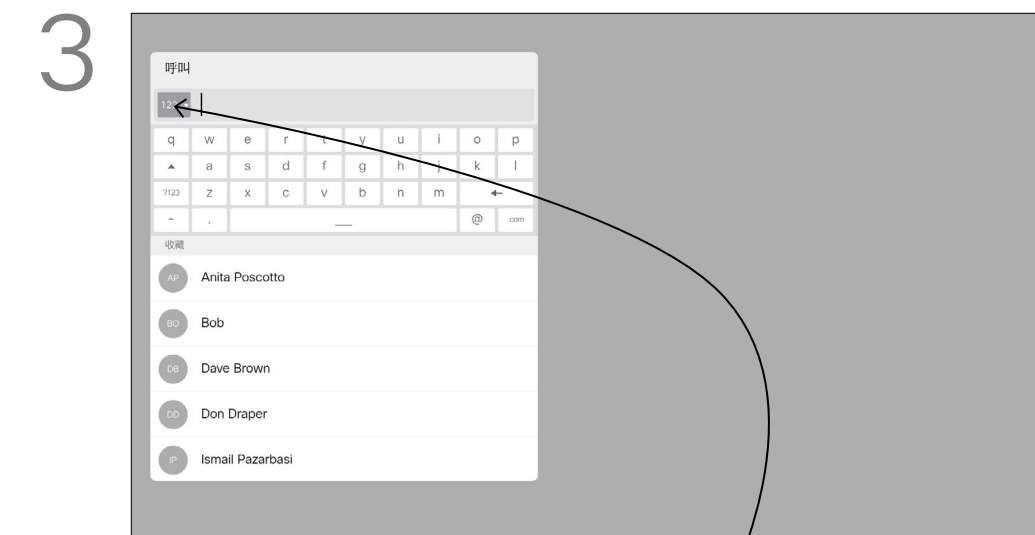 3
呼叫
123
q w e r t y u i o p
a s d f g h j k l
?123 z x c v b n m
- . @ .com
收藏
AP Anita Poscotto
BO Bob
DB Dave Brown
DD Don Draper
IP Ismail Pazarbasi